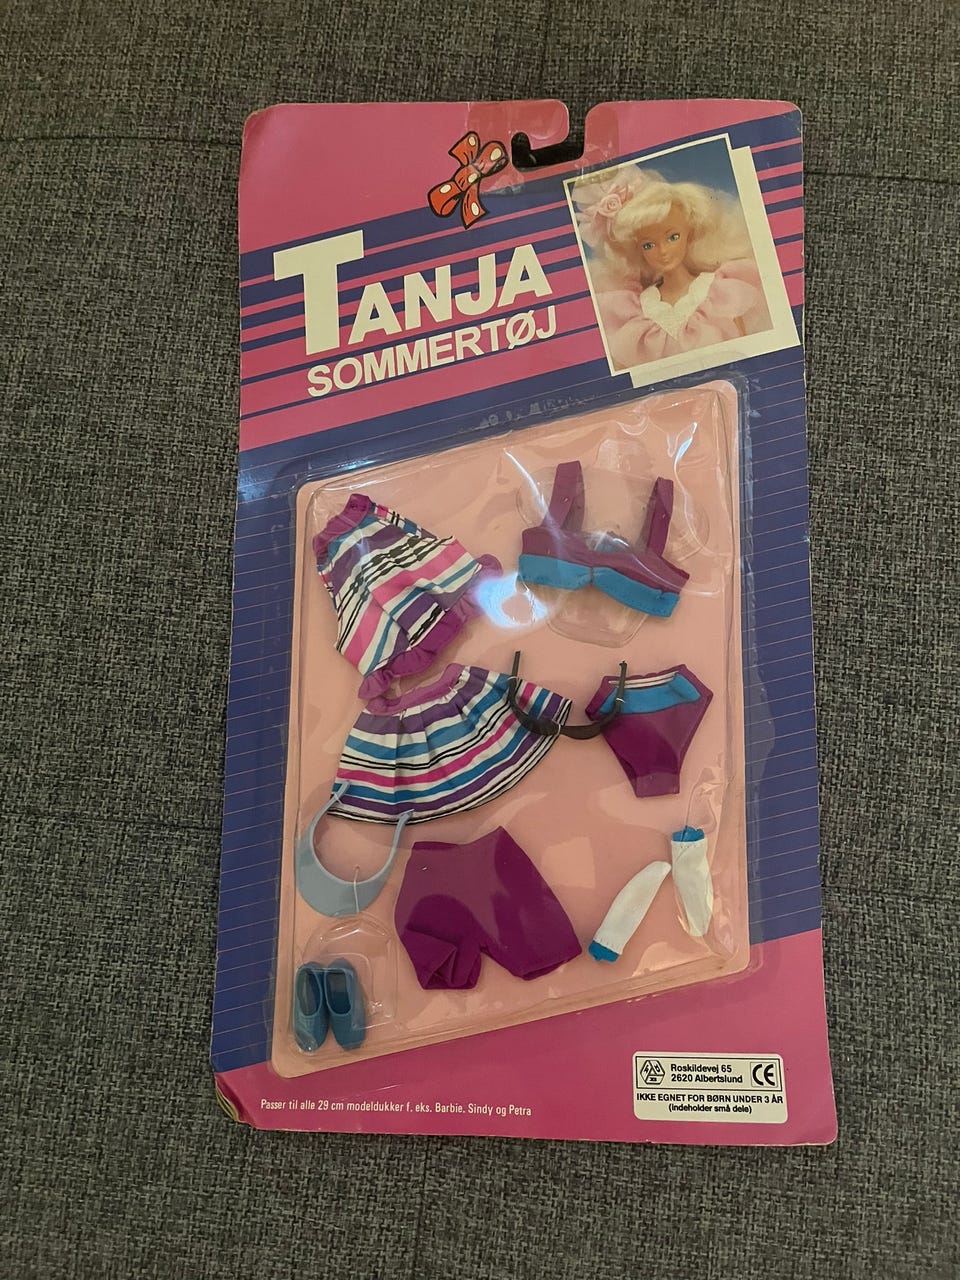 TANJA
SOMMERTØJ
Passer til alle 29 cm modeldukker f. eks. Barbie, Sindy og Petra
Roskildevej 65
2620 Albertslund
CE
IKKE EGNET FOR BØRN UNDER 3 ÅR
(indeholder små dele)